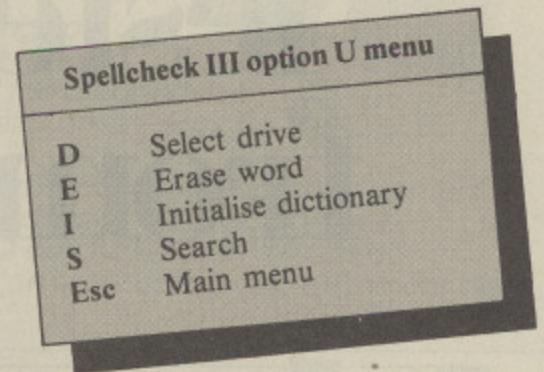 Spellcheck III option U menu
D Select drive
E Erase word
I Initialise dictionary
S Search
Esc Main menu